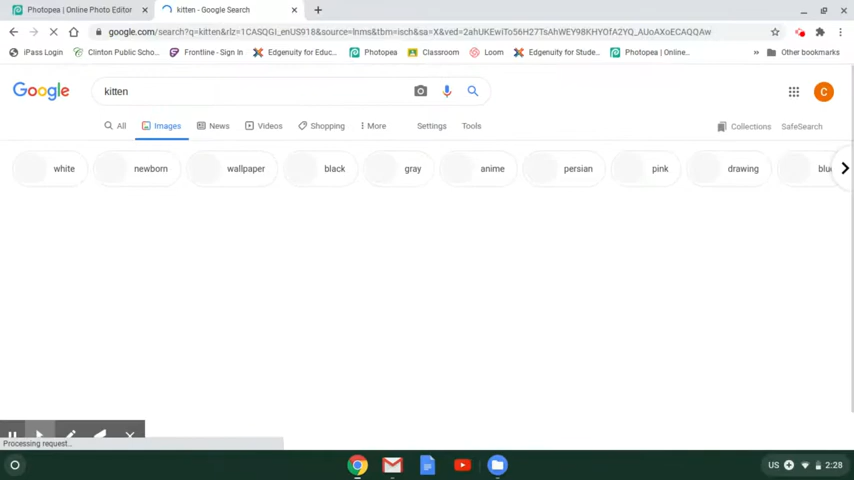 Photopea | Online Photo Editor
kitten - Google Search
google.com/search?q=kitten&rlz=1CASQGI_enUS918&source=lnms&tbm=isch&sa=X&ved=2ahUKEwiTo56H27TsAhWEY98KHYOfA2YQ_AUoAXoECAQQAw
iPass Login
Clinton Public Scho...
Frontline - Sign In
Edgenuity for Educ...
Photopea
Classroom
Loom
Edgenuity for Stude...
Photopea | Online...
» Other bookmarks
Google
kitten
C
All Images News Videos Shopping More Settings Tools
Collections SafeSearch
white newborn wallpaper black gray anime persian pink drawing blue
Processing request...
US 2:28